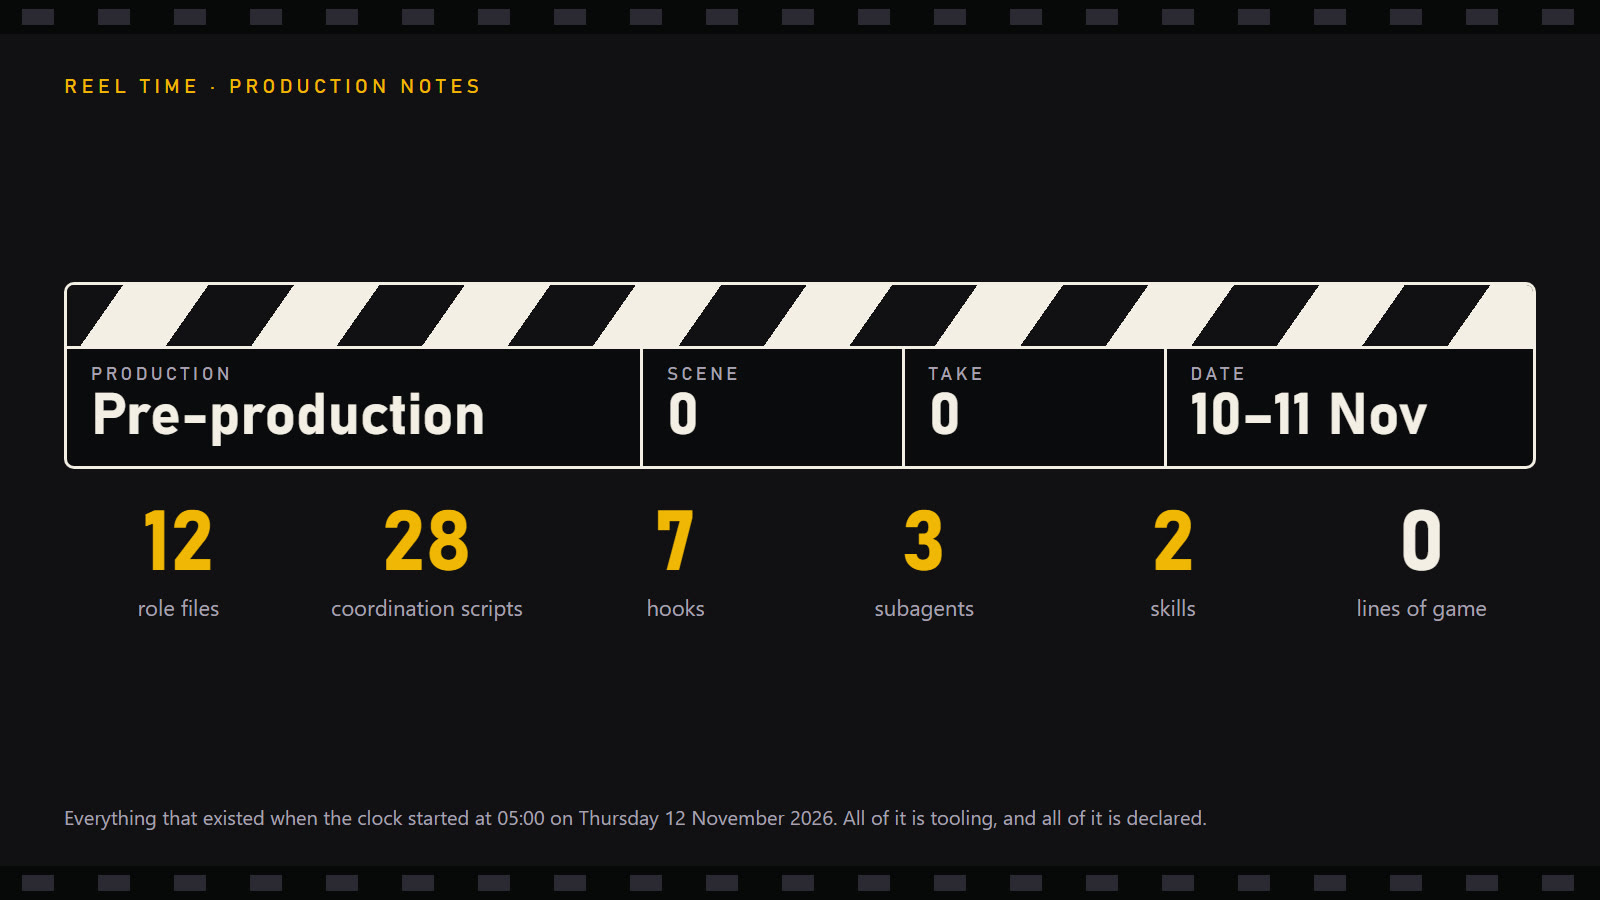 REEL TIME · PRODUCTION NOTES
PRODUCTION
Pre-production
SCENE
0
TAKE
0
DATE
10–11 Nov
12
role files
28
coordination scripts
7
hooks
3
subagents
2
skills
0
lines of game
Everything that existed when the clock started at 05:00 on Thursday 12 November 2026. All of it is tooling, and all of it is declared.